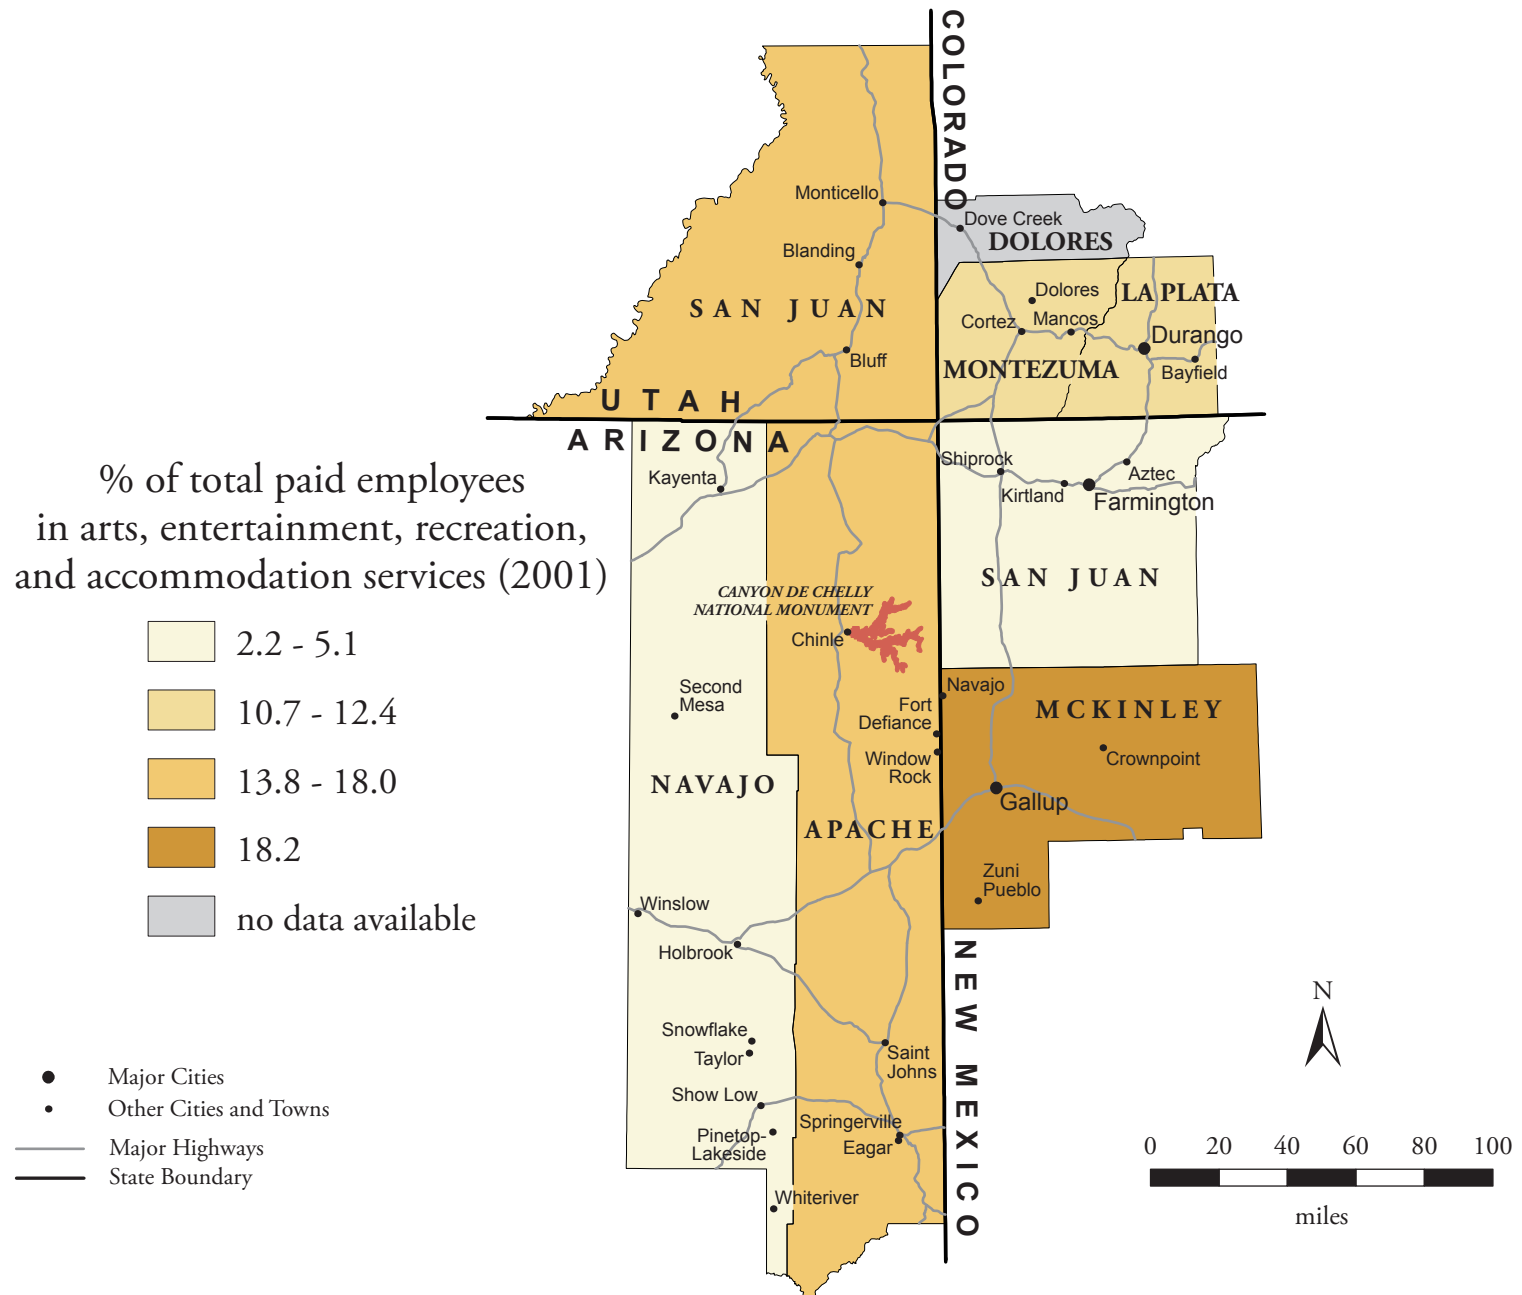 COLORADO
Monticello
Dove Creek
DOLORES
Blanding
Dolores
LA PLATA
SAN JUAN
Cortez
Mancos
Durango
Bluff
MONTEZUMA
Bayfield
UTAH
ARIZONA
Shiprock
Aztec
Kayenta
Kirtland
Farmington
% of total paid employees
in arts, entertainment, recreation,
and accommodation services (2001)
SAN JUAN
CANYON DE CHELLY
NATIONAL MONUMENT
Chinle
2.2 - 5.1
10.7 - 12.4
13.8 - 18.0
18.2
no data available
Second
Mesa
Navajo
Fort
Defiance
MCKINLEY
Window
Rock
Crownpoint
NAVAJO
Gallup
APACHE
Zuni
Pueblo
Winslow
Holbrook
NEW MEXICO
N
Snowflake
Taylor
Saint
Johns
Show Low
Springerville
Eagar
Pinetop-
Lakeside
Whiteriver
Major Cities
Other Cities and Towns
Major Highways
State Boundary
0 20 40 60 80 100
miles